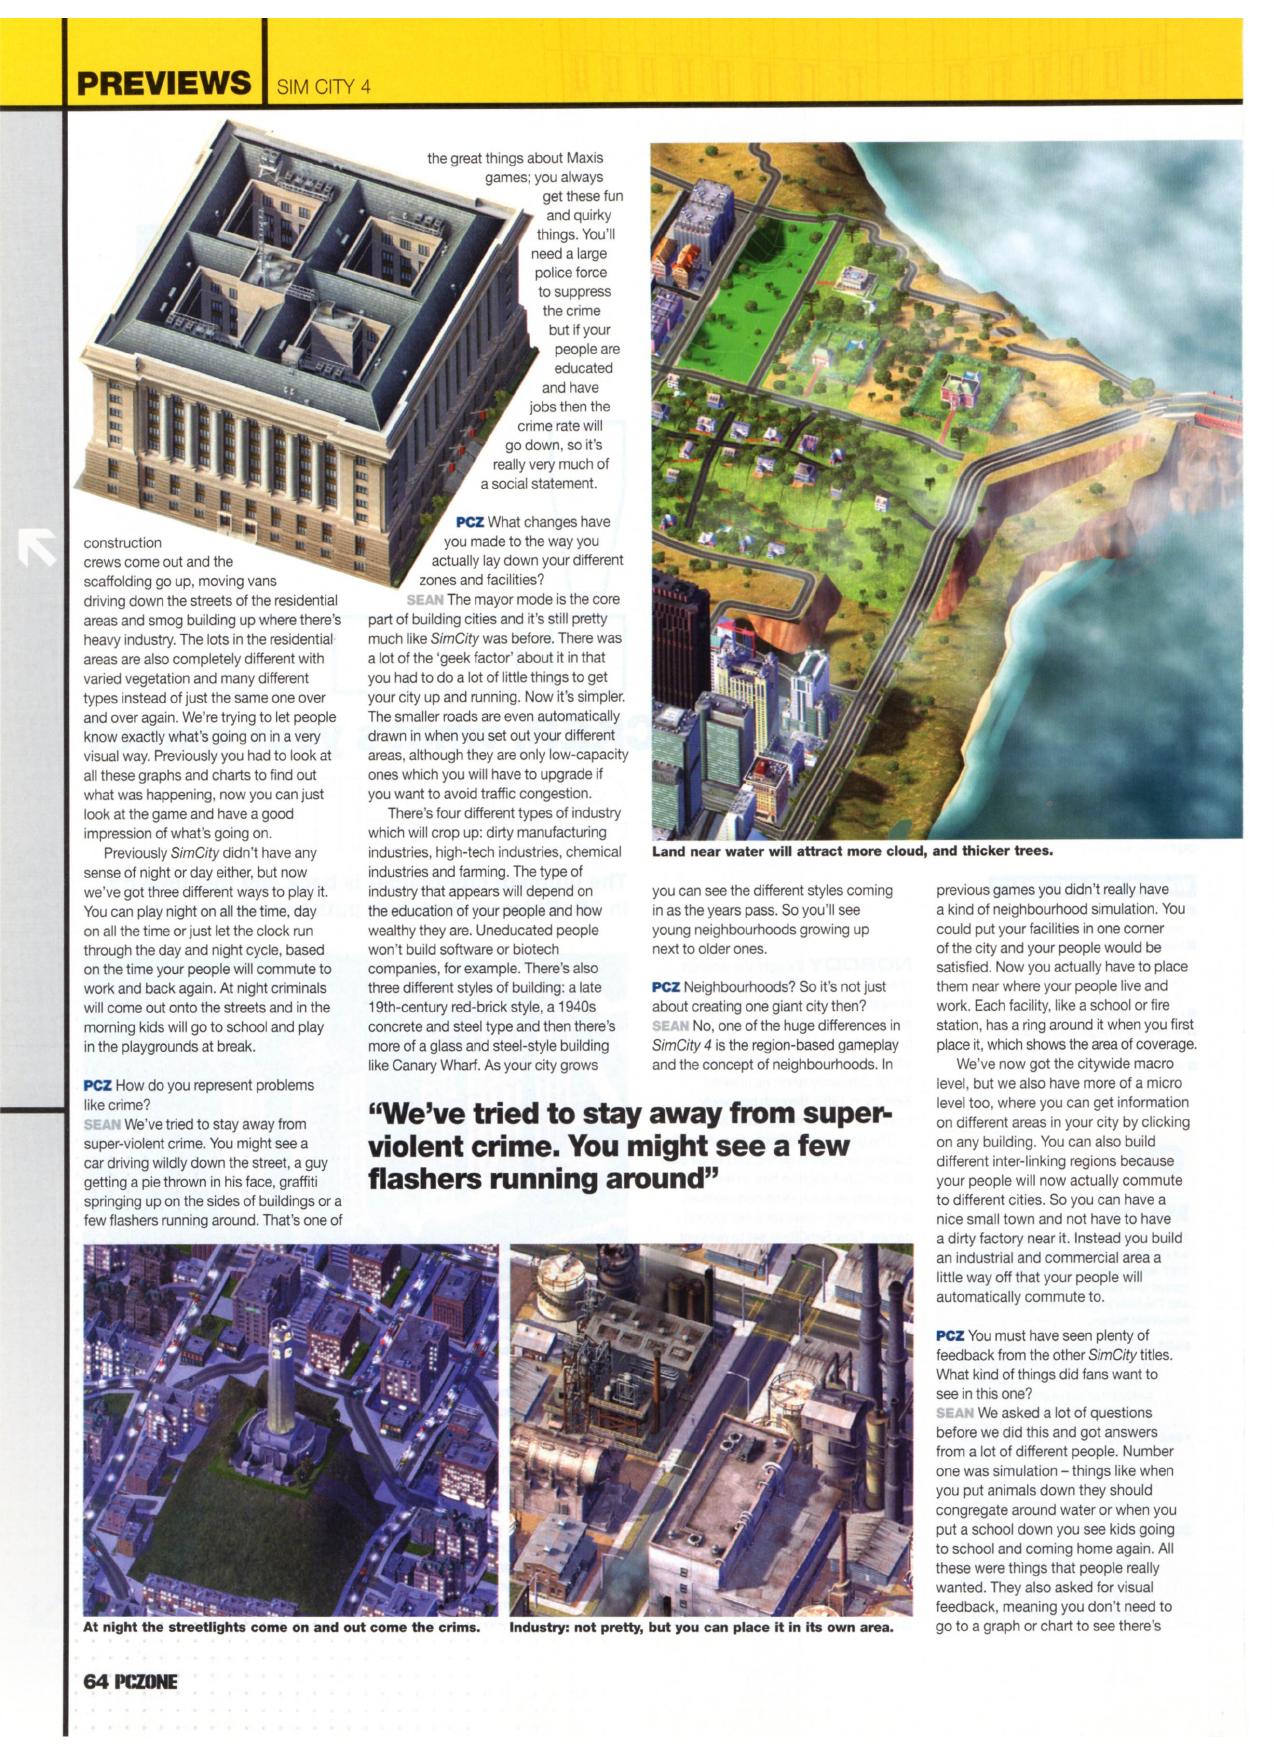 PREVIEWS
SIM CITY 4
construction
crews come out and the
scaffolding go up, moving vans
driving down the streets of the residential
areas and smog building up where there's
heavy industry. The lots in the residential
areas are also completely different with
varied vegetation and many different
types instead of just the same one over
and over again. We're trying to let people
know exactly what's going on in a very
visual way. Previously you had to look at
all these graphs and charts to find out
what was happening, now you can just
look at the game and have a good
impression of what's going on.
Previously SimCity didn't have any
sense of night or day either, but now
we've got three different ways to play it.
You can play night on all the time, day
on all the time or just let the clock run
through the day and night cycle, based
on the time your people will commute to
work and back again. At night criminals
will come out onto the streets and in the
morning kids will go to school and play
in the playgrounds at break.
PCZ How do you represent problems
like crime?
SEAN We've tried to stay away from
super-violent crime. You might see a
car driving wildly down the street, a guy
getting a pie thrown in his face, graffiti
springing up on the sides of buildings or a
few flashers running around. That's one of
the great things about Maxis
games; you always
get these fun
and quirky
things. You'll
need a large
police force
to suppress
the crime
but if your
people are
educated
and have
jobs then the
crime rate will
go down, so it's
really very much of
a social statement.
PCZ What changes have
you made to the way you
actually lay down your different
zones and facilities?
SEAN The mayor mode is the core
part of building cities and it's still pretty
much like SimCity was before. There was
a lot of the 'geek factor' about it in that
you had to do a lot of little things to get
your city up and running. Now it's simpler.
The smaller roads are even automatically
drawn in when you set out your different
areas, although they are only low-capacity
ones which you will have to upgrade if
you want to avoid traffic congestion.
There's four different types of industry
which will crop up: dirty manufacturing
industries, high-tech industries, chemical
industries and farming. The type of
industry that appears will depend on
the education of your people and how
wealthy they are. Uneducated people
won't build software or biotech
companies, for example. There's also
three different styles of building: a late
19th-century red-brick style, a 1940s
concrete and steel type and then there's
more of a glass and steel-style building
like Canary Wharf. As your city grows
Land near water will attract more cloud, and thicker trees.
you can see the different styles coming
in as the years pass. So you'll see
young neighbourhoods growing up
next to older ones.
PCZ Neighbourhoods? So it's not just
about creating one giant city then?
SEAN No, one of the huge differences in
SimCity 4 is the region-based gameplay
and the concept of neighbourhoods. In
"We've tried to stay away from super-
violent crime. You might see a few
flashers running around"
previous games you didn't really have
a kind of neighbourhood simulation. You
could put your facilities in one corner
of the city and your people would be
satisfied. Now you actually have to place
them near where your people live and
work. Each facility, like a school or fire
station, has a ring around it when you first
place it, which shows the area of coverage.
We've now got the citywide macro
level, but we also have more of a micro
level too, where you can get information
on different areas in your city by clicking
on any building. You can also build
different inter-linking regions because
your people will now actually commute
to different cities. So you can have a
nice small town and not have to have
a dirty factory near it. Instead you build
an industrial and commercial area a
little way off that your people will
automatically commute to.
PCZ You must have seen plenty of
feedback from the other SimCity titles.
What kind of things did fans want to
see in this one?
SEAN We asked a lot of questions
before we did this and got answers
from a lot of different people. Number
one was simulation – things like when
you put animals down they should
congregate around water or when you
put a school down you see kids going
to school and coming home again. All
these were things that people really
wanted. They also asked for visual
feedback, meaning you don't need to
go to a graph or chart to see there's
At night the streetlights come on and out come the crims.
Industry: not pretty, but you can place it in its own area.
64 PCZONE